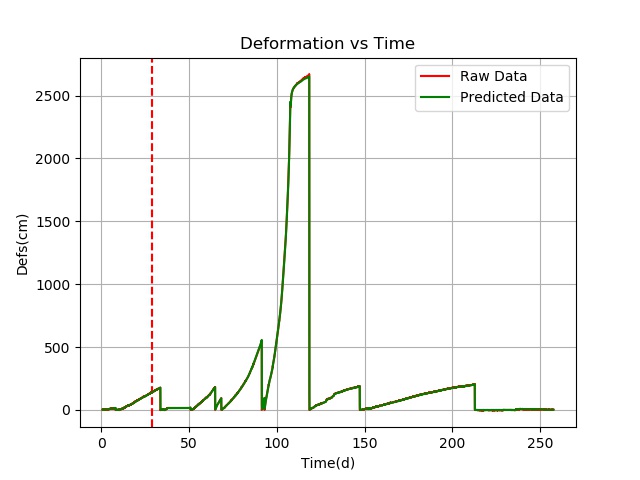 Deformation vs Time
Raw Data
Predicted Data
2500
2000
1500
1000
500
0
Defs(cm)
0 50 100 150 200 250
Time(d)